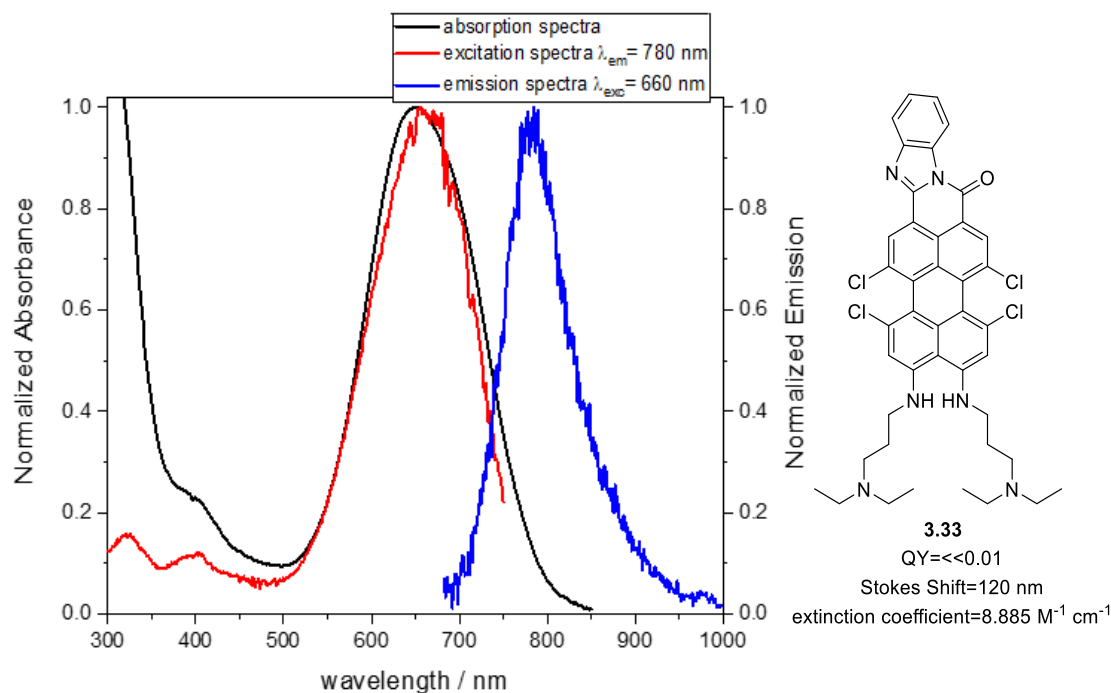 absorption spectra
excitation spectra λem= 780 nm
emission spectra λexc= 660 nm
1.0
0.8
0.6
0.4
0.2
0.0
Normalized Absorbance
300 400 500 600 700 800 900 1000
wavelength / nm
1.0
0.8
0.6
0.4
0.2
0.0
Normalized Emission
N
N
O
Cl
Cl
Cl
Cl
NH HN
N
N
3.33
QY=<<0.01
Stokes Shift=120 nm
extinction coefficient=8.885 M-1 cm-1